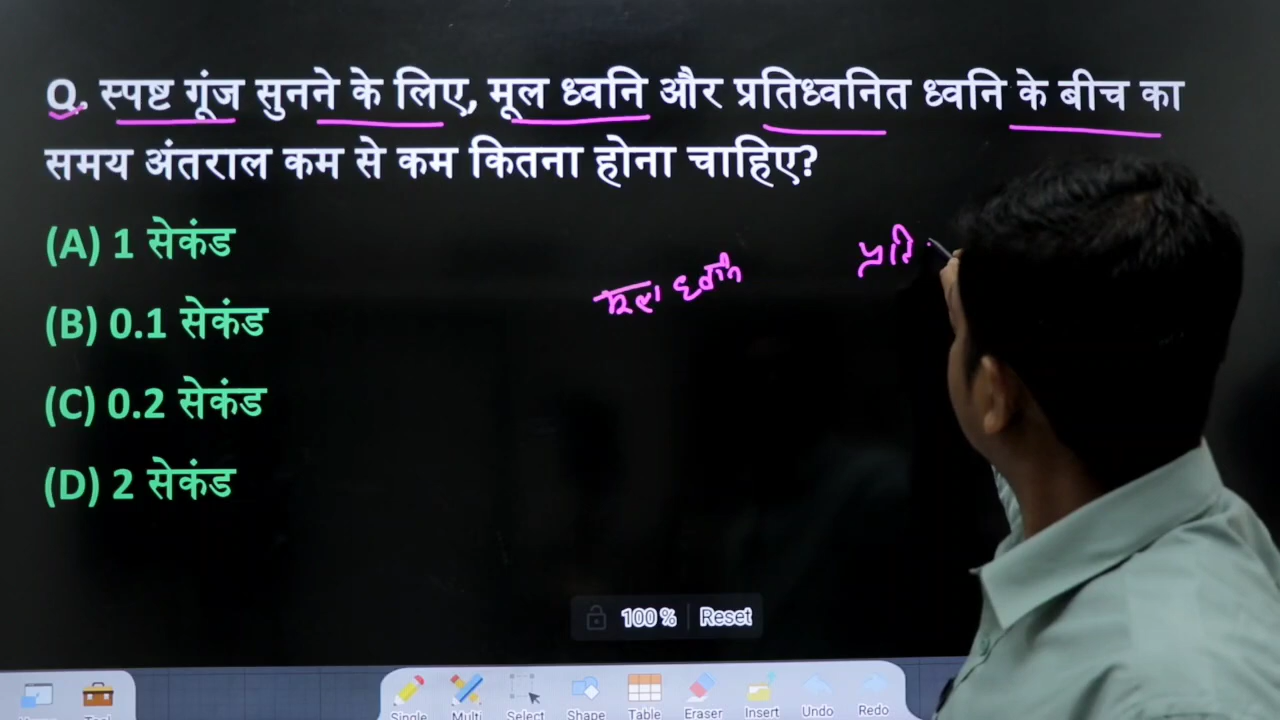 Q. स्पष्ट गूंज सुनने के लिए, मूल ध्वनि और प्रतिध्वनित ध्वनि के बीच का
समय अंतराल कम से कम कितना होना चाहिए?
(A) 1 सेकंड
(B) 0.1 सेकंड
(C) 0.2 सेकंड
(D) 2 सेकंड
मूल ध्वनि
प्रति
100 % Reset
Single Multi Select Shape Table Eraser Insert Undo Redo